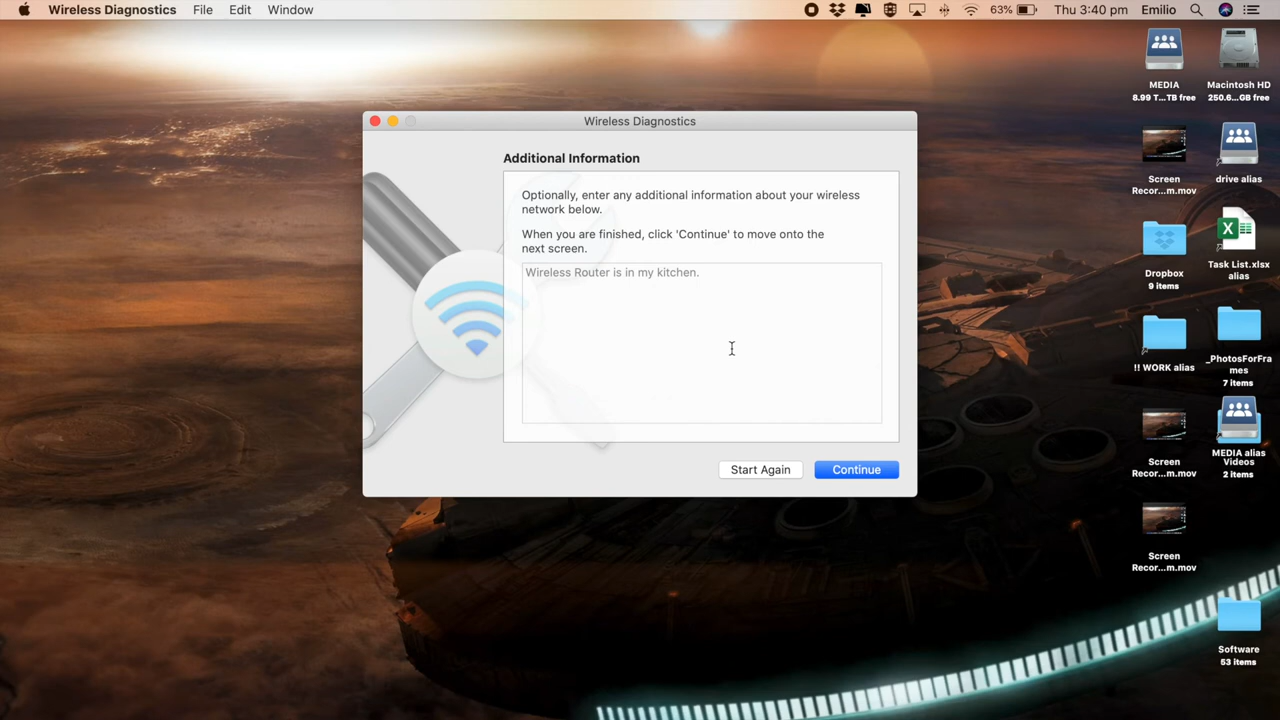 Wireless Diagnostics File Edit Window 63% Thu 3:40 pm Emilio
Wireless Diagnostics
Additional Information
Optionally, enter any additional information about your wireless
network below.
When you are finished, click 'Continue' to move onto the
next screen.
Wireless Router is in my kitchen.
Start Again Continue
MEDIA
8.99 T...TB free
Macintosh HD
250.6...GB free
Screen
Recor...m.mov
drive alias
Dropbox
9 items
Task List.xlsx
alias
!! WORK alias
_PhotosForFra
mes
7 items
Screen
Recor...m.mov
MEDIA alias
Videos
2 items
Screen
Recor...m.mov
Software
53 items